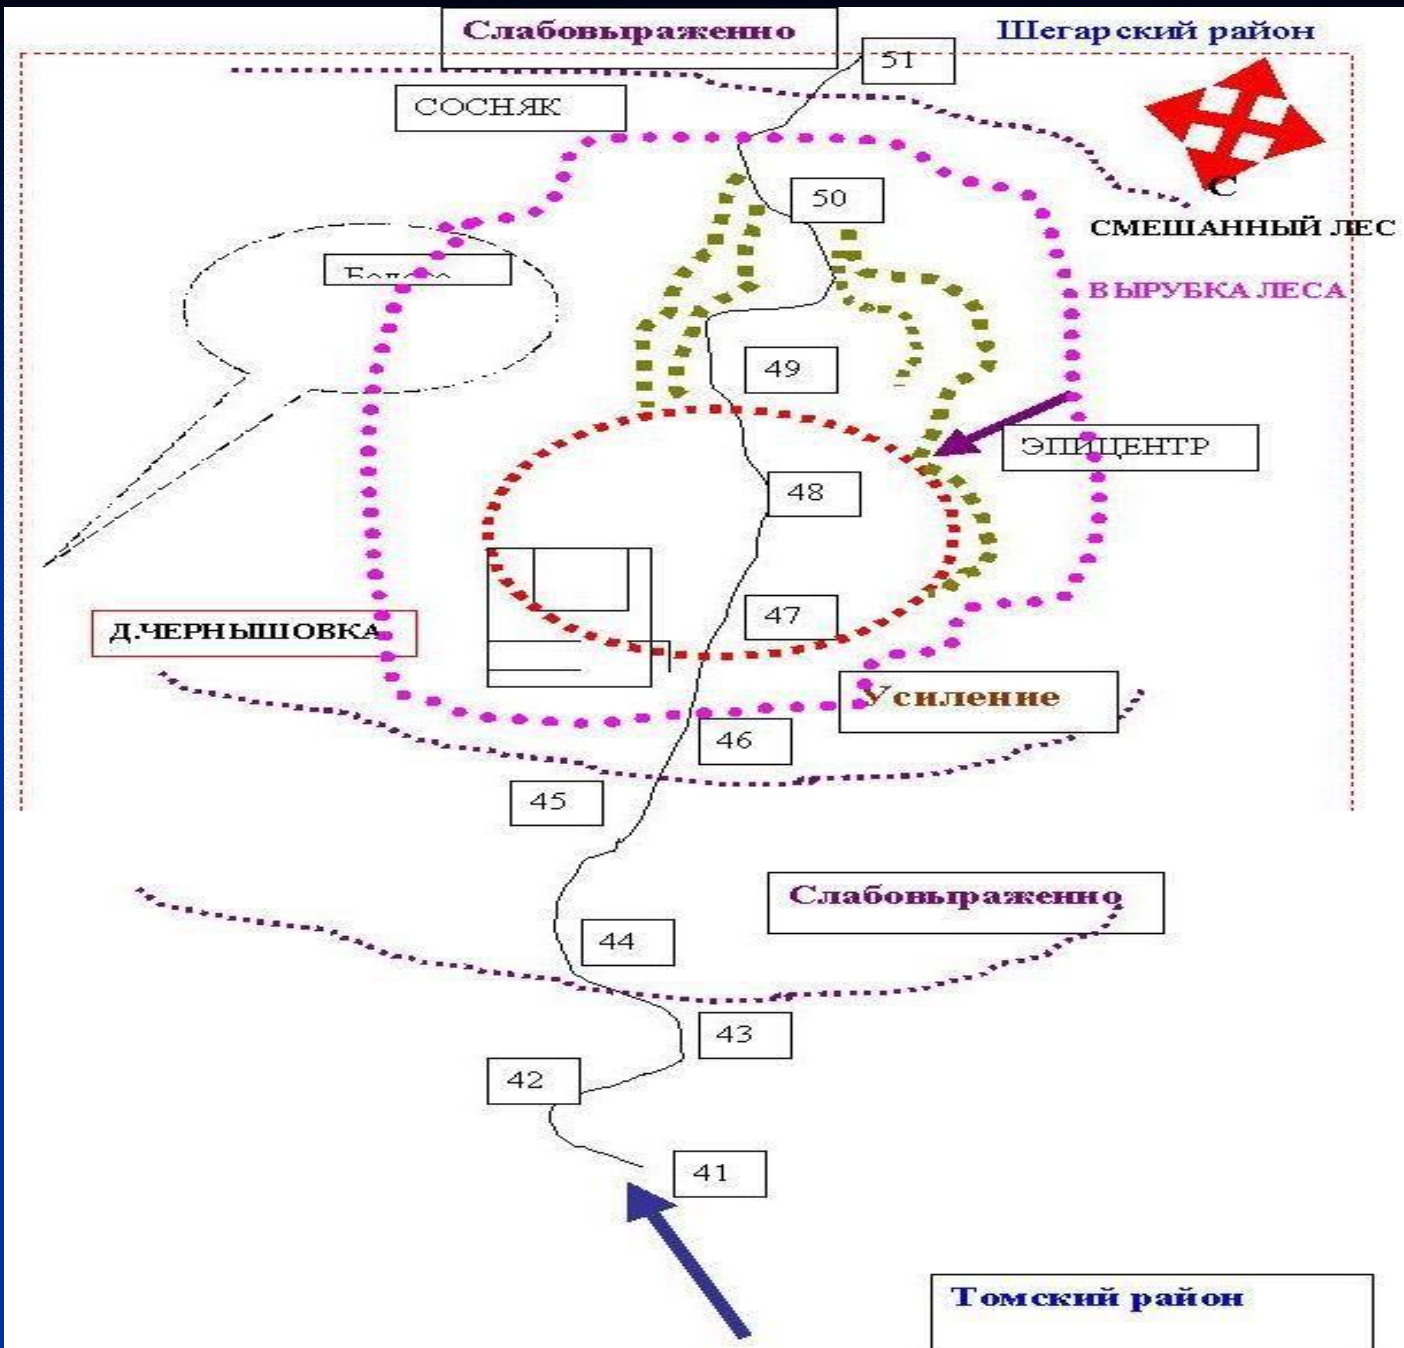 Слабовыраженно
Шегарский район
51
СОСНЯК
С
50
СМЕШАННЫЙ ЛЕС
ВЫРУБКА ЛЕСА
49
ЭПИЦЕНТР
48
47
Д.ЧЕРНЫШОВКА
Усиление
46
45
Слабовыраженно
44
43
42
41
Томский район